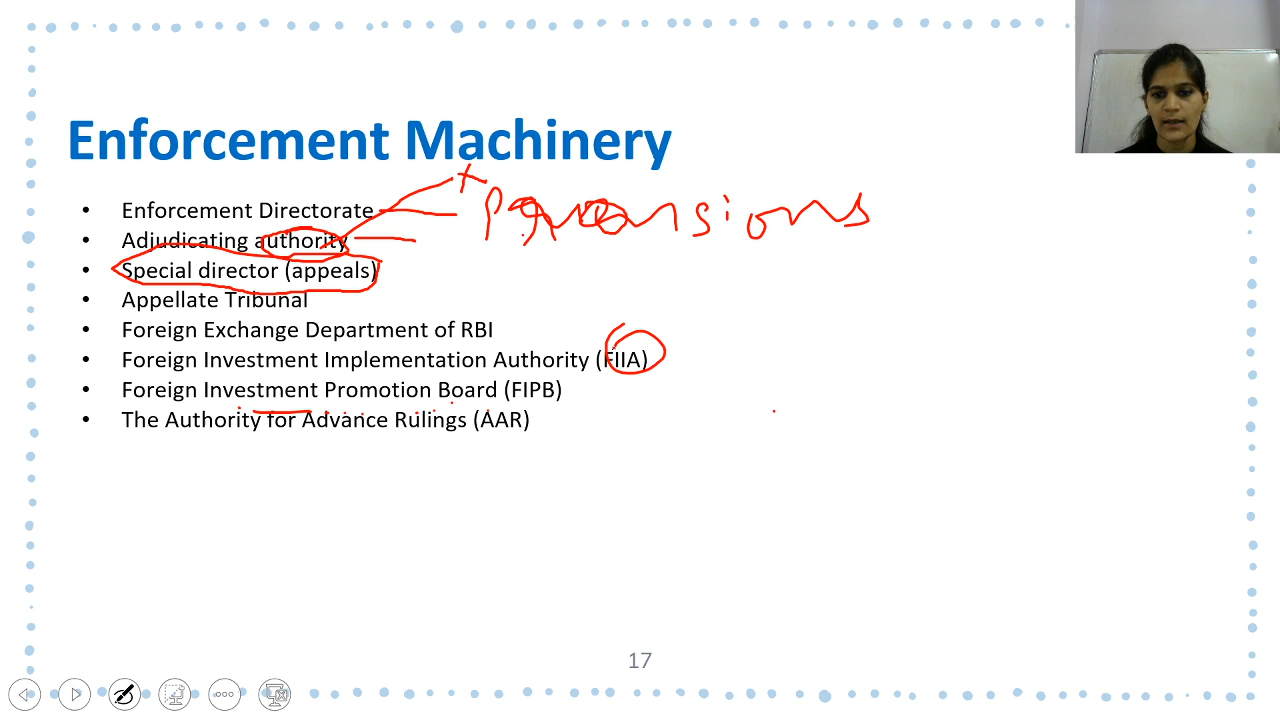 Enforcement Machinery
• Enforcement Directorate
• Adjudicating authority
• Special director (appeals)
• Appellate Tribunal
• Foreign Exchange Department of RBI
• Foreign Investment Implementation Authority (FIIA)
• Foreign Investment Promotion Board (FIPB)
• The Authority for Advance Rulings (AAR)
17